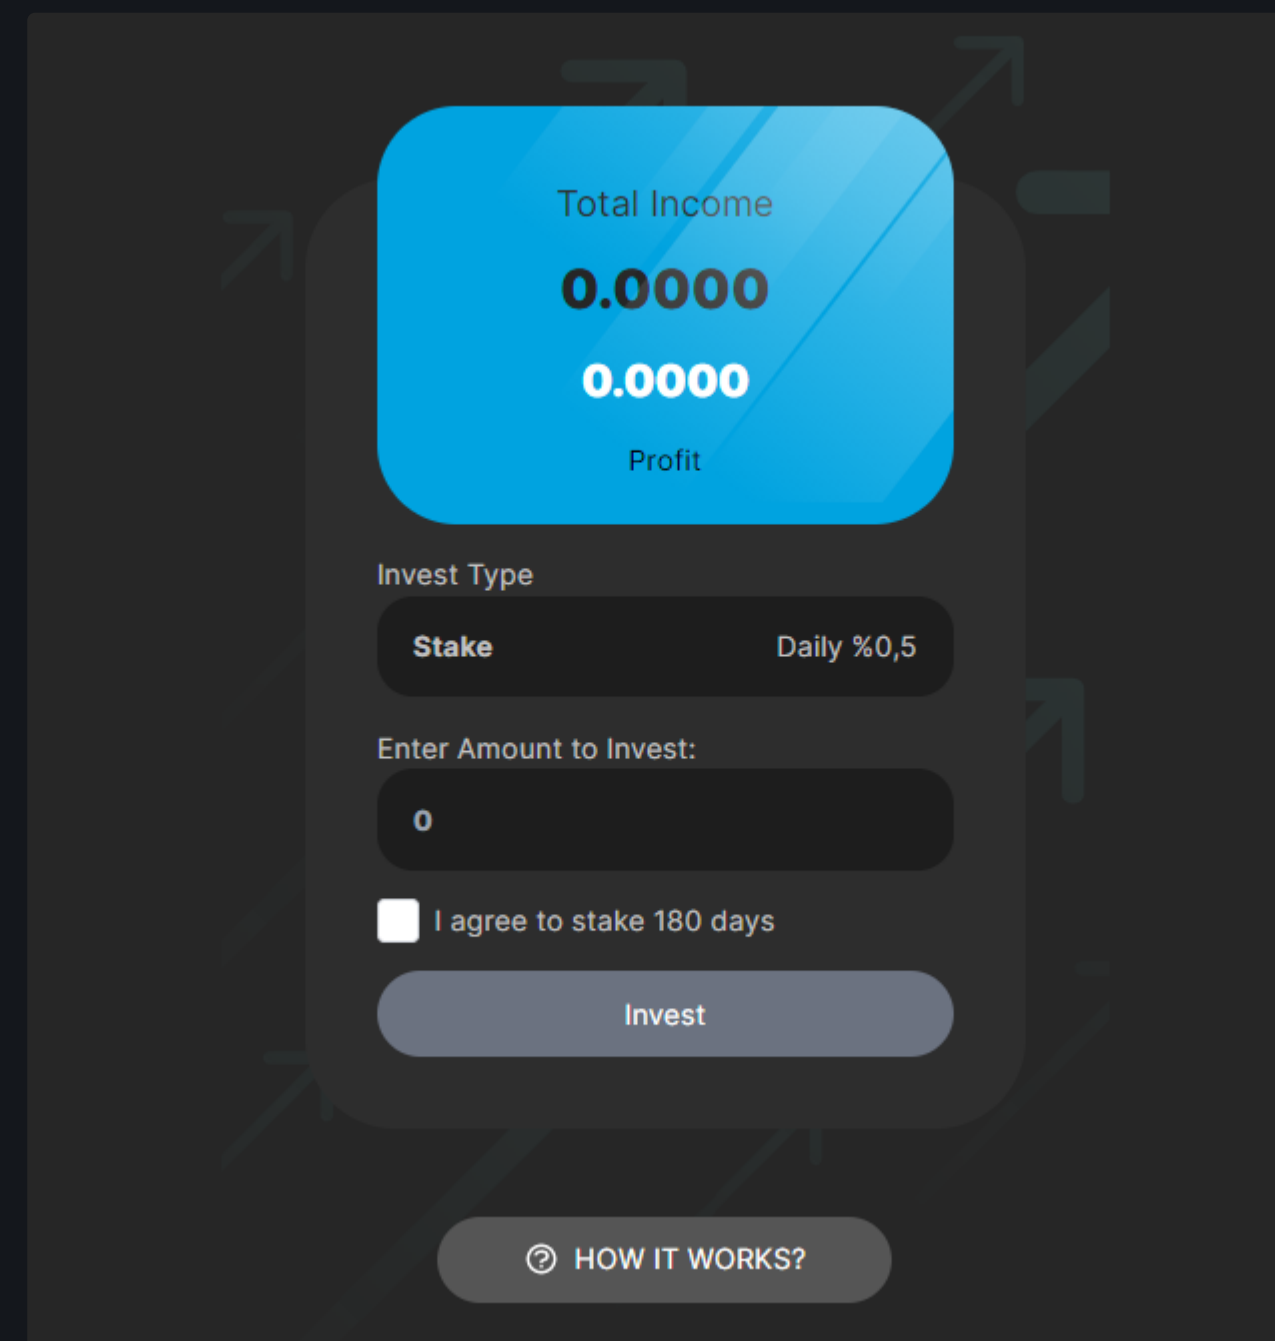 Total Income
0.0000
0.0000
Profit
Invest Type
Stake Daily %0,5
Enter Amount to Invest:
0
I agree to stake 180 days
Invest
HOW IT WORKS?